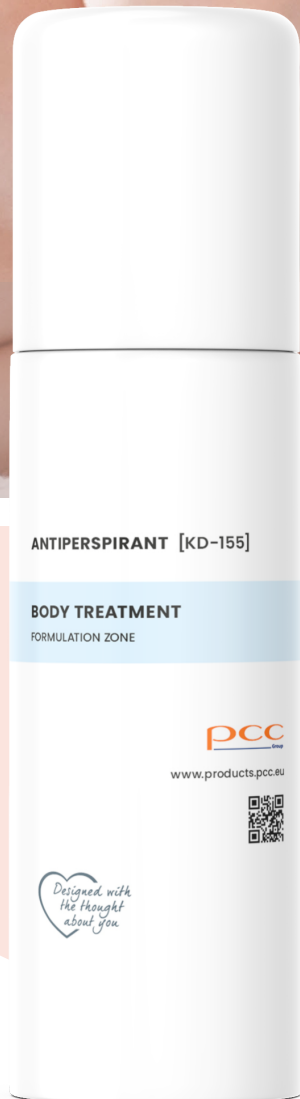 ANTIPERSPIRANT [KD-155]
BODY TREATMENT
FORMULATION ZONE
pcc
Group
www.products.pcc.eu
Designed with
the thought
about you